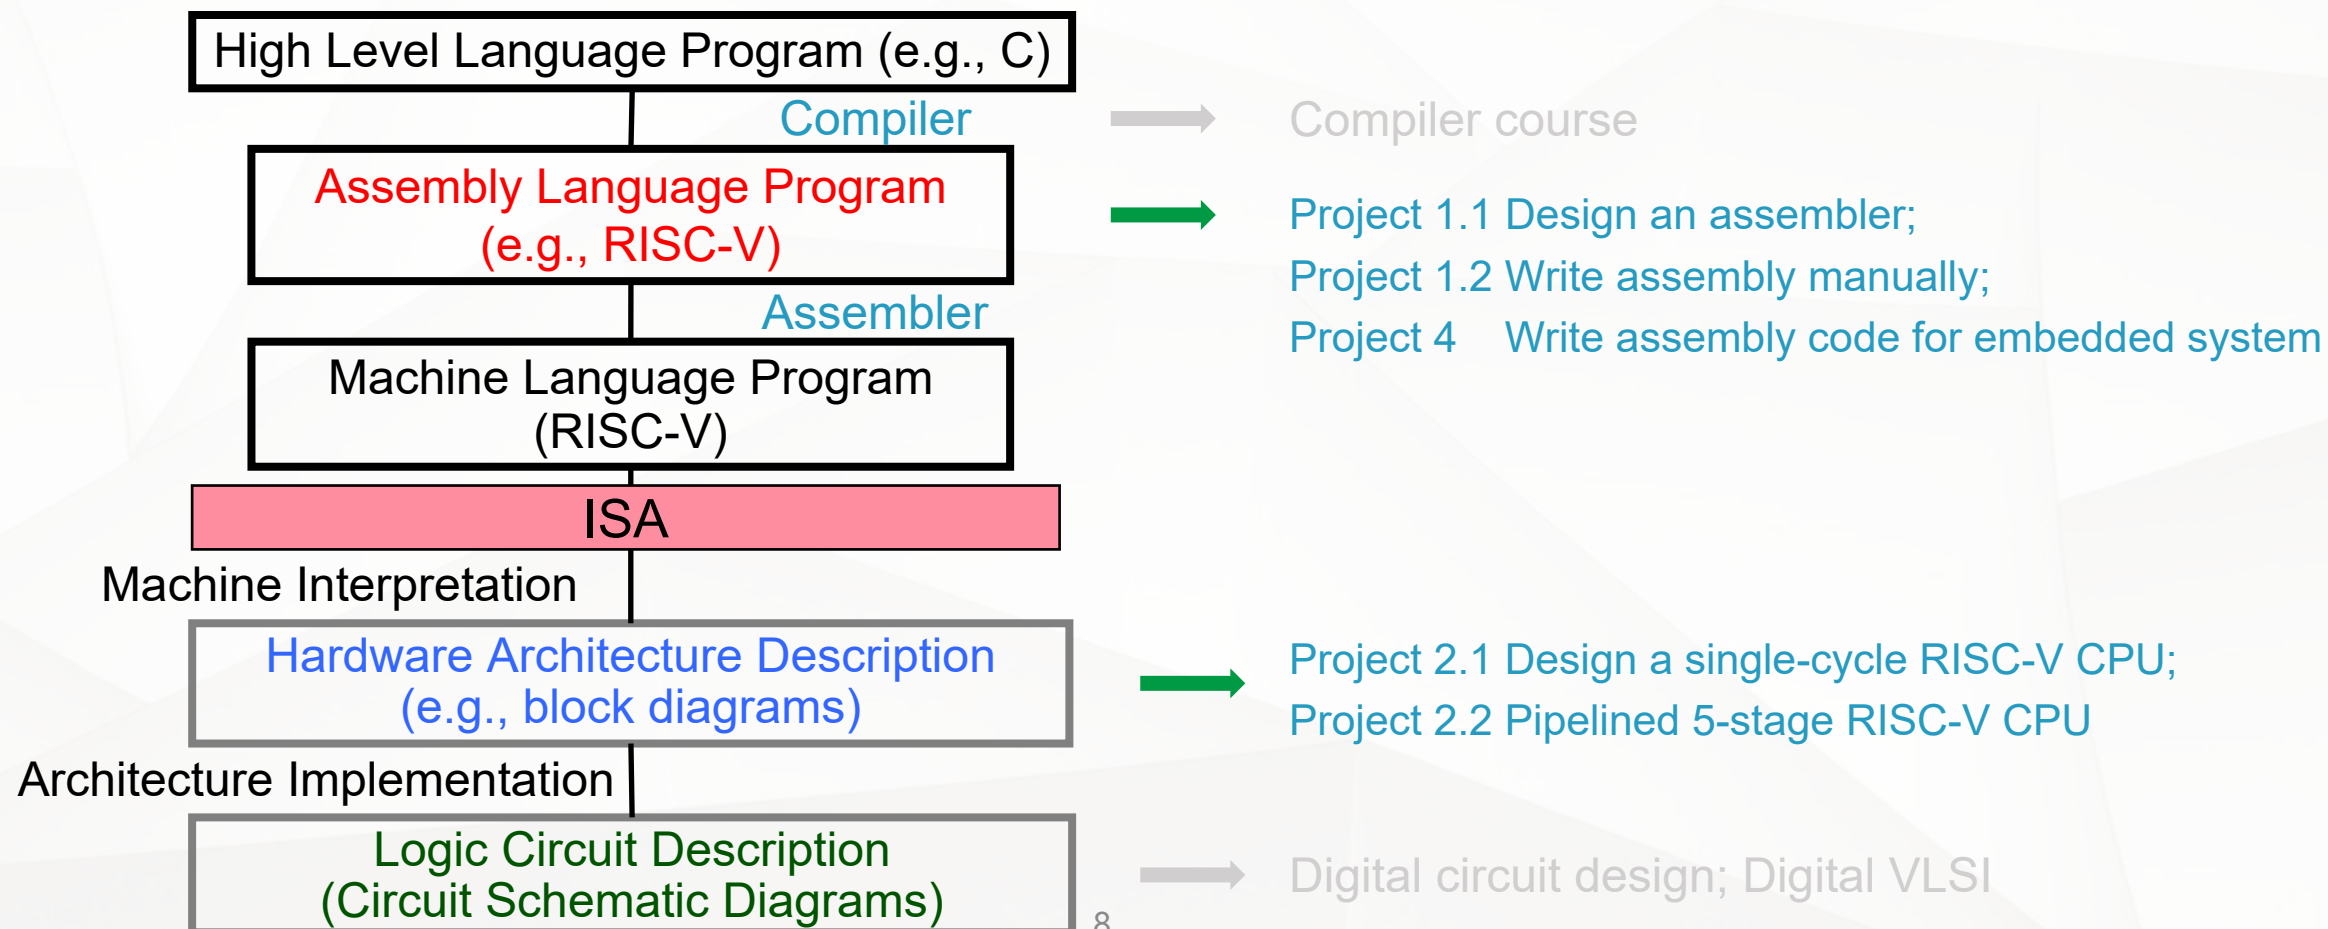 High Level Language Program (e.g., C)
Compiler
Compiler course
Assembly Language Program
(e.g., RISC-V)
Project 1.1 Design an assembler;
Project 1.2 Write assembly manually;
Project 4 Write assembly code for embedded system
Assembler
Machine Language Program
(RISC-V)
ISA
Machine Interpretation
Hardware Architecture Description
(e.g., block diagrams)
Project 2.1 Design a single-cycle RISC-V CPU;
Project 2.2 Pipelined 5-stage RISC-V CPU
Architecture Implementation
Logic Circuit Description
(Circuit Schematic Diagrams)
Digital circuit design; Digital VLSI
8